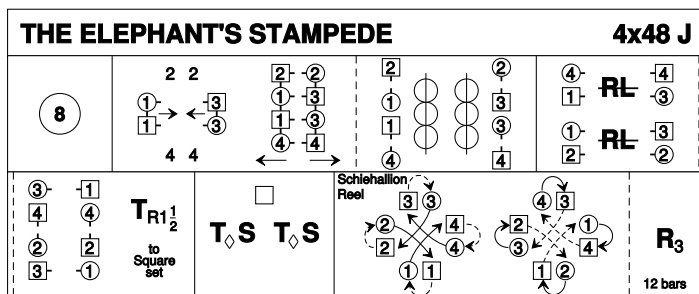 THE ELEPHANT'S STAMPEDE 4x48 J
8
2 2
1 3
1 3
4 4
2 2
1 3
1 3
4 4
2 2
1 3
1 3
4 4
4 RL 4
1 3
1 RL 3
2 2
3 1
4 4
2 2
3 1
TR1½
to
Square
set
T◇S T◇S
Schiehallion
Reel
3 3
2 4
2 4
1 1
4 3
2 1
3 4
1 2
R3
12 bars